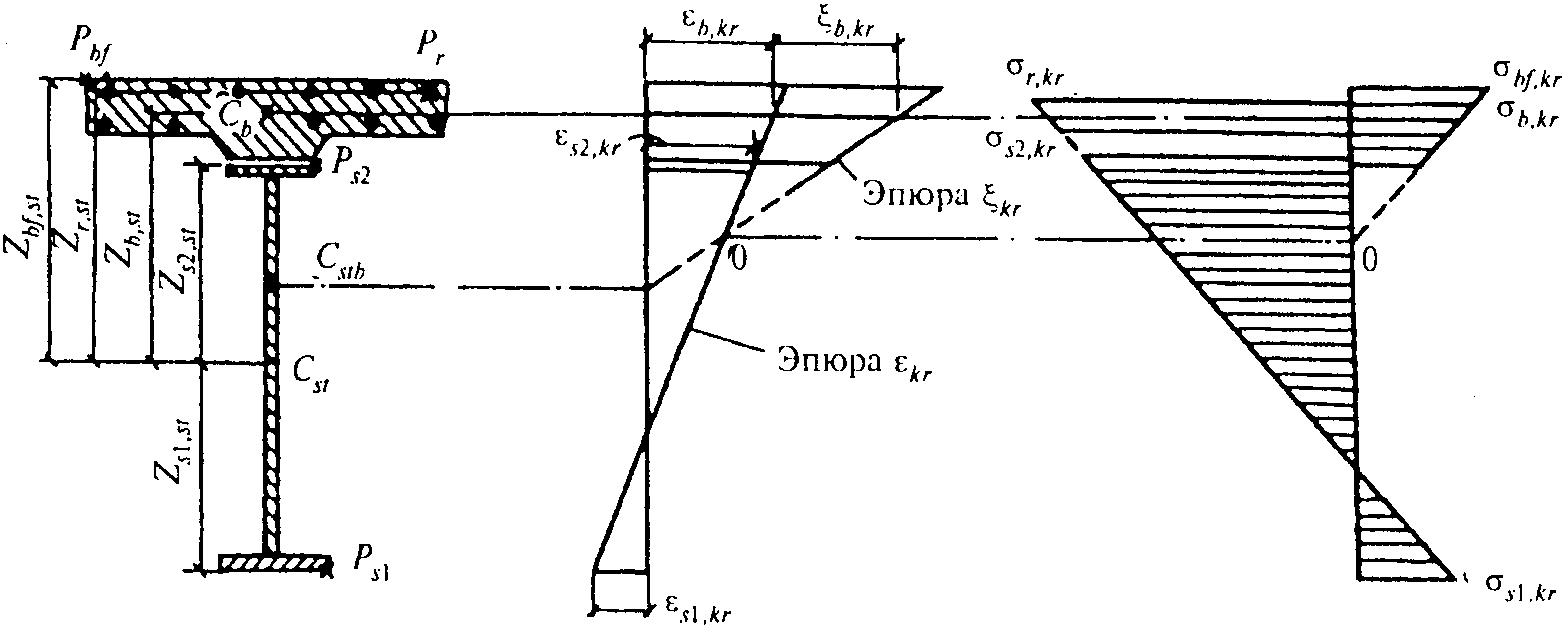 P_bf
P_r
C_b
P_s2
Z_bf,st
Z_r,st
Z_b,st
Z_s2,st
C_stb
C_st
Z_s1,st
P_s1
ε_b,kr
ξ_b,kr
ε_s2,kr
Эпюра ξ_kr
0
Эпюра ε_kr
ε_s1,kr
σ_r,kr
σ_bf,kr
σ_b,kr
σ_s2,kr
0
σ_s1,kr